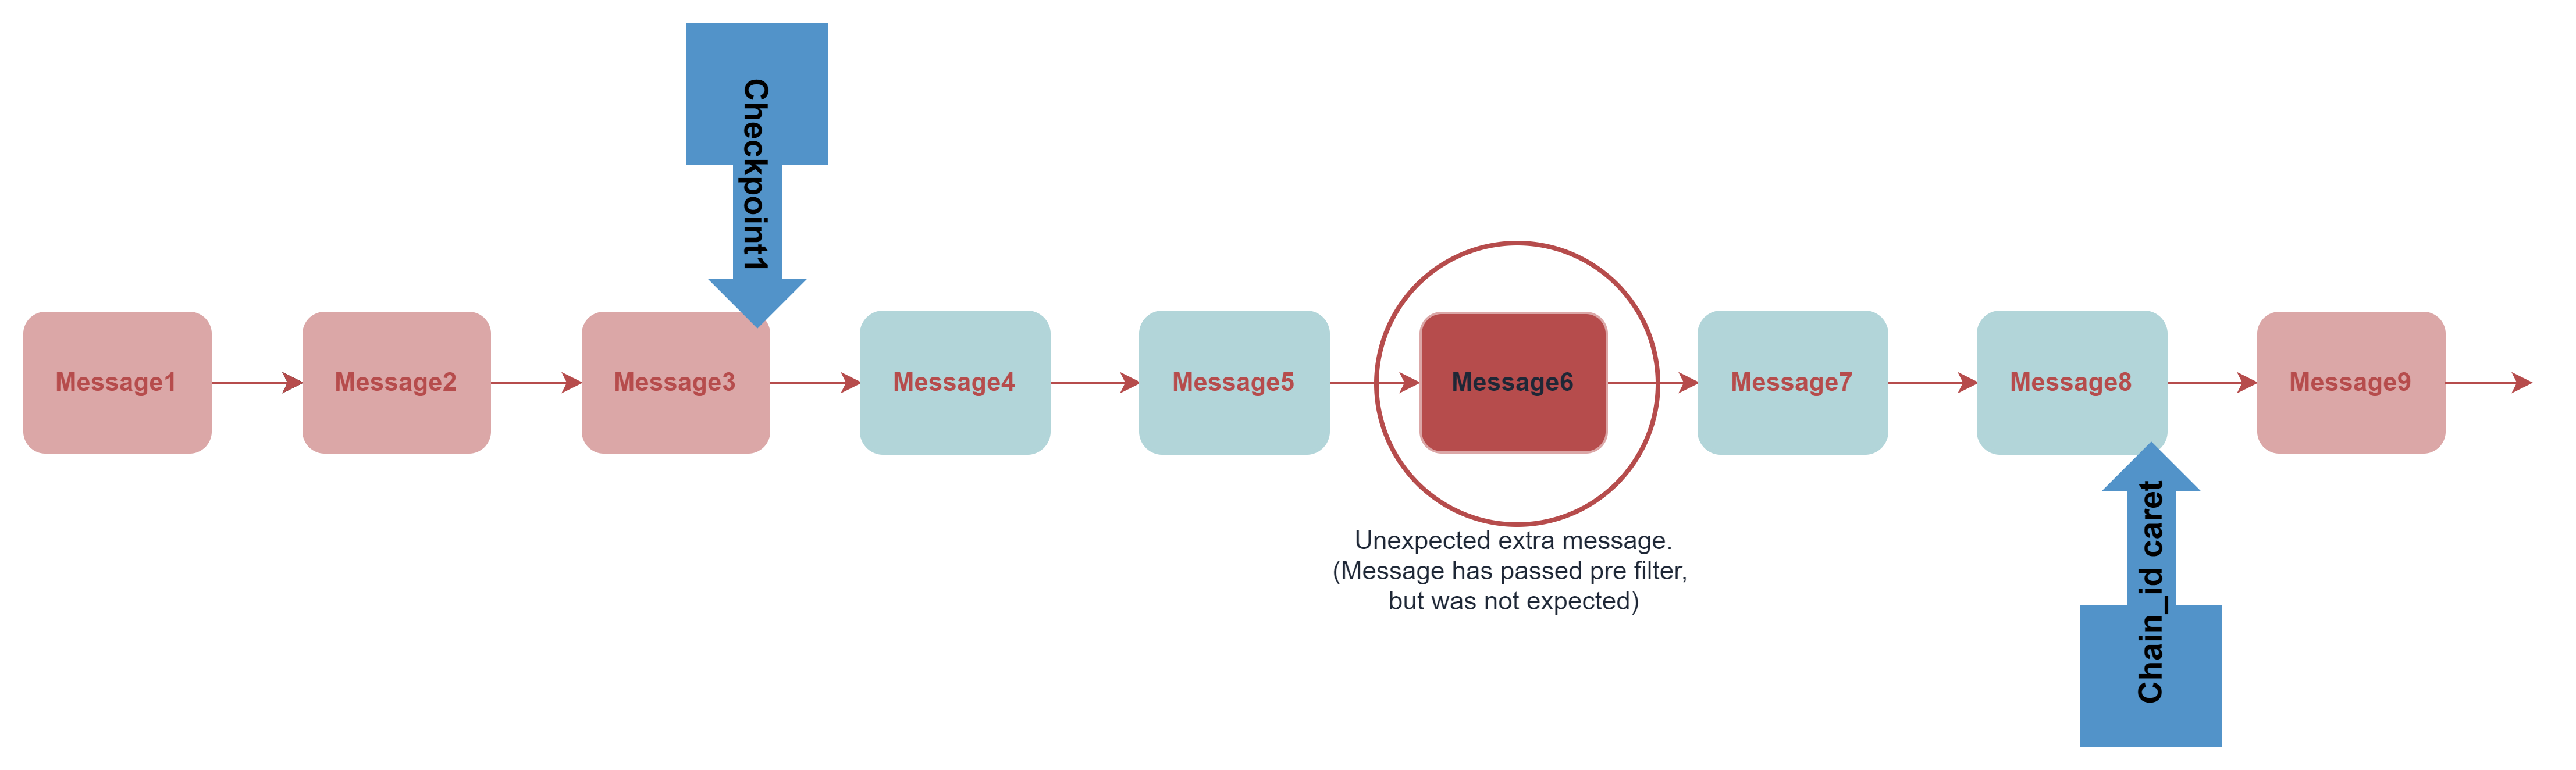 Checkpoint1
Message1
Message2
Message3
Message4
Message5
Message6
Message7
Message8
Message9
Unexpected extra message.
(Message has passed pre filter,
but was not expected)
Chain_id caret